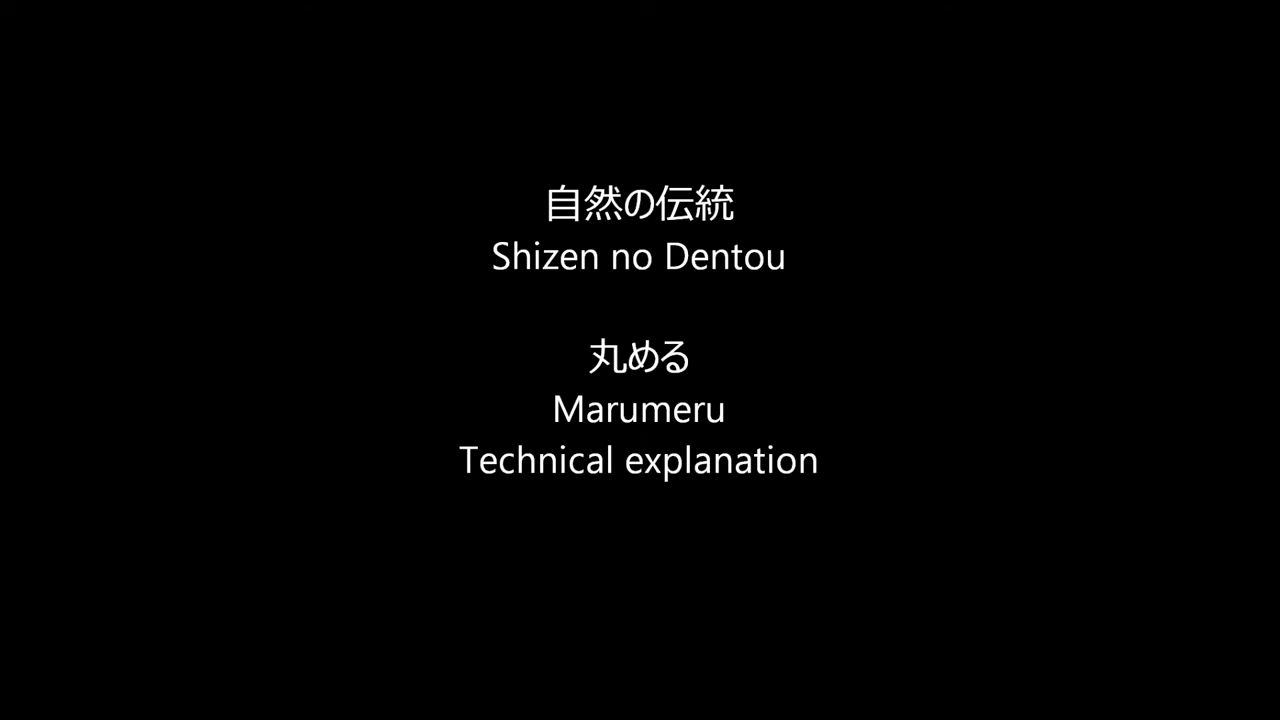 自然の伝統
Shizen no Dentou
丸める
Marumeru
Technical explanation